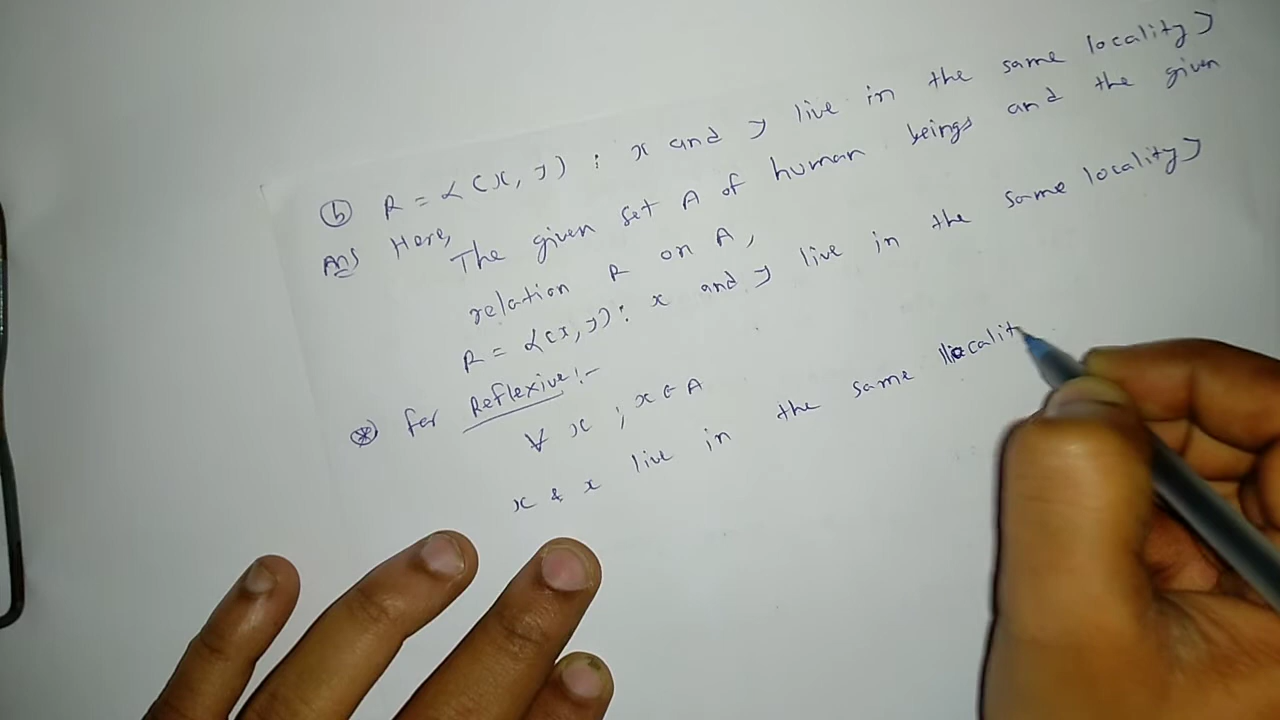 (b) R = {(x, y) : x and y live in the same locality}
Ans Here, The given set A of human beings and the given
relation R on A,
R = {(x, y) : x and y live in the same locality}
(*) for Reflexive :-
∀ x ; x ∈ A
x & x live in the same localit